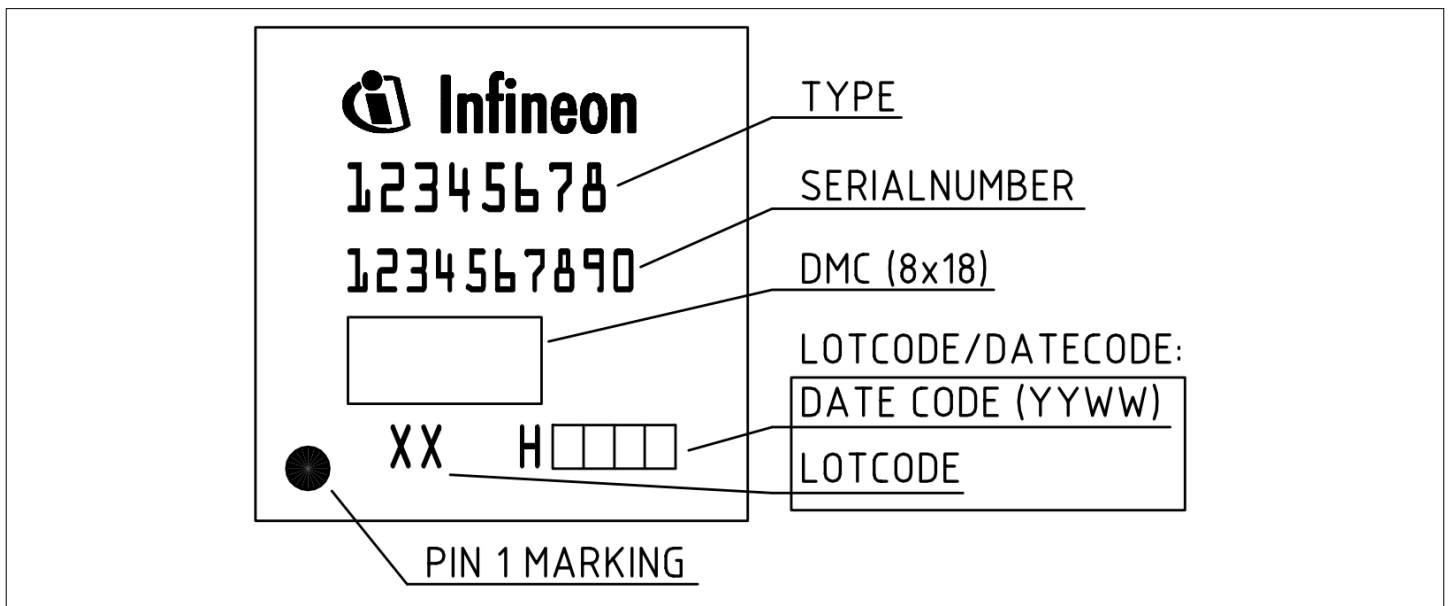 Infineon
TYPE
12345678
SERIALNUMBER
1234567890
DMC (8x18)
LOTCODE/DATECODE:
DATE CODE (YYWW)
XX H
LOTCODE
PIN 1 MARKING